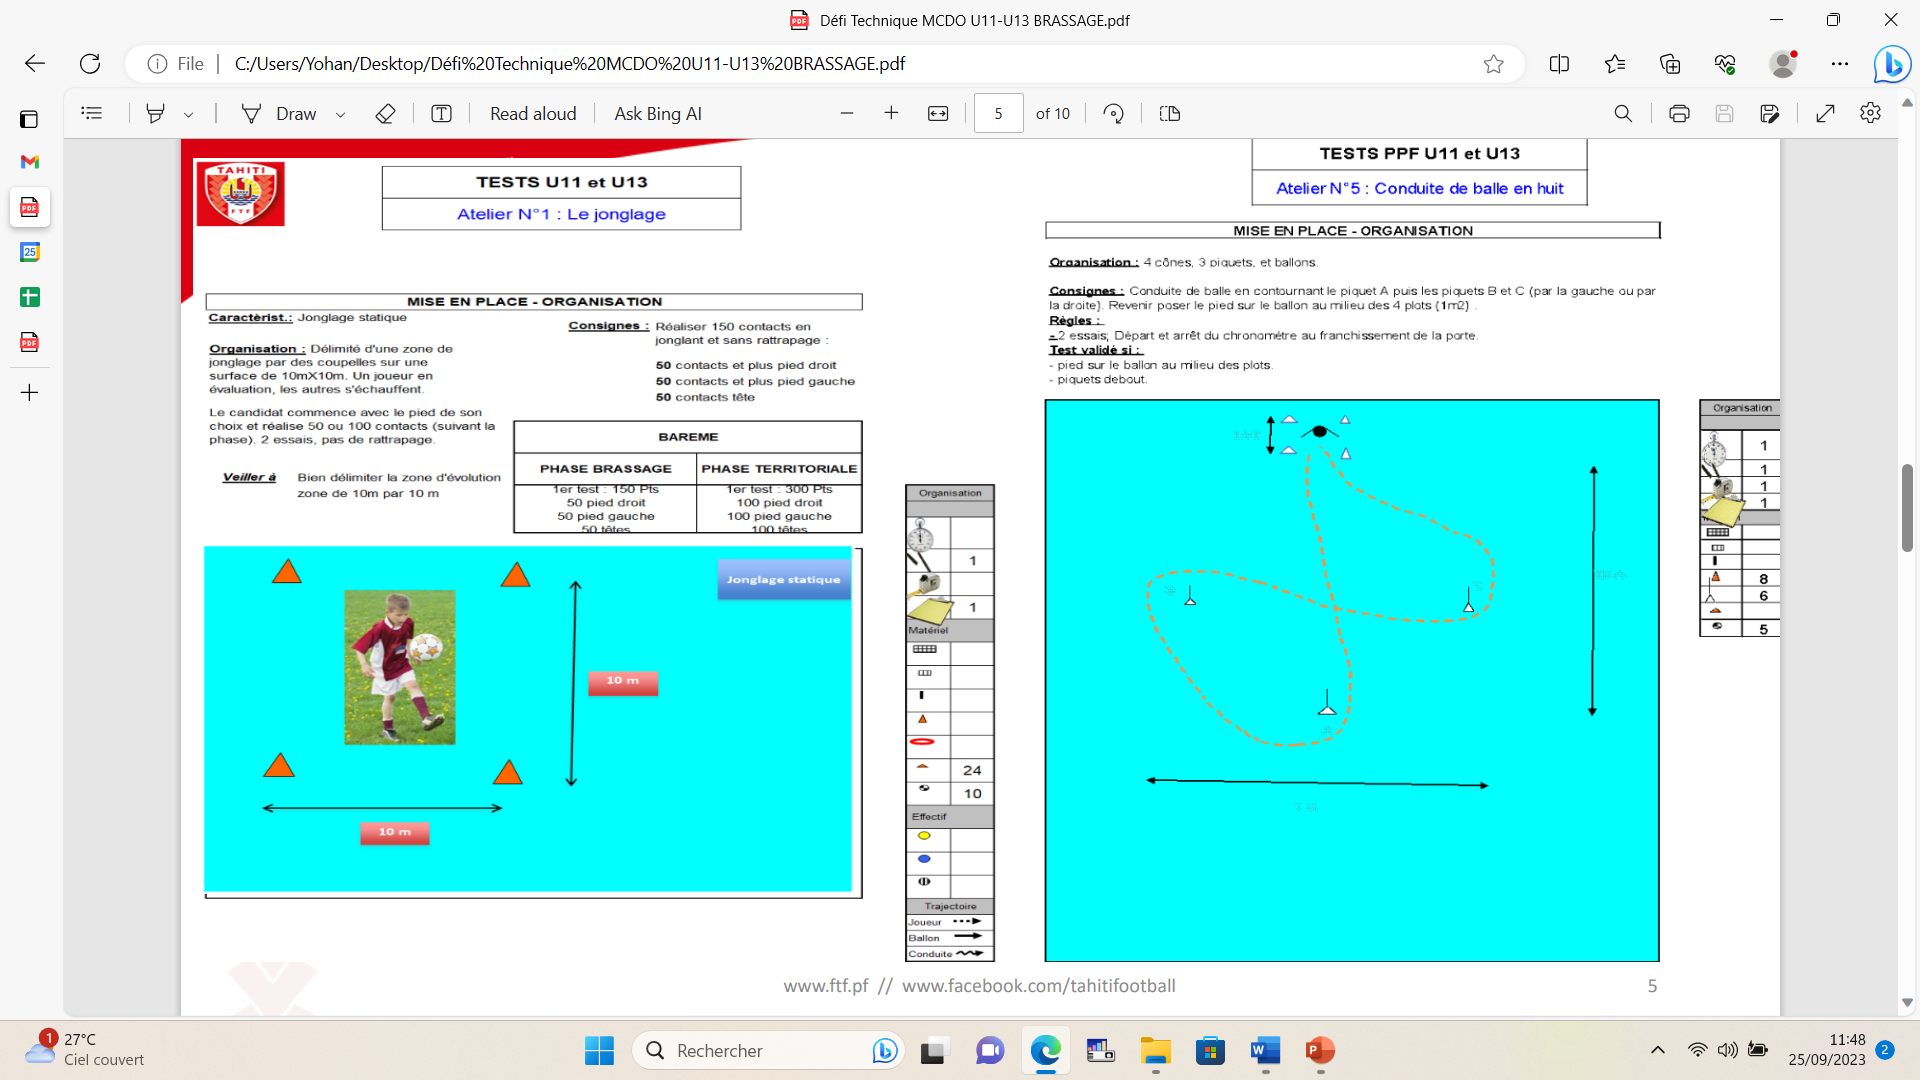 Défi Technique MCDO U11-U13 BRASSAGE.pdf
File
C:/Users/Yohan/Desktop/Défi%20Technique%20MCDO%20U11-U13%20BRASSAGE.pdf
Draw
Read aloud
Ask Bing AI
5
of 10
TAHITI
F T F
TESTS U11 et U13
Atelier N°1 : Le jonglage
MISE EN PLACE - ORGANISATION
Caractèrist.: Jonglage statique
Organisation : Délimité d'une zone de
jonglage par des coupelles sur une
surface de 10mX10m. Un joueur en
évaluation, les autres s'échauffent.
Le candidat commence avec le pied de son
choix et réalise 50 ou 100 contacts (suivant la
phase). 2 essais, pas de rattrapage.
Veiller à Bien délimiter la zone d'évolution
zone de 10m par 10 m
Consignes : Réaliser 150 contacts en
jonglant et sans rattrapage :
50 contacts et plus pied droit
50 contacts et plus pied gauche
50 contacts tête
BAREME
PHASE BRASSAGE
PHASE TERRITORIALE
1er test : 150 Pts
50 pied droit
50 pied gauche
50 têtes
1er test : 300 Pts
100 pied droit
100 pied gauche
100 têtes
Jonglage statique
10 m
10 m
Organisation
1
1
Matériel
24
10
Effectif
Trajectoire
Joueur
Ballon
Conduite
TESTS PPF U11 et U13
Atelier N°5 : Conduite de balle en huit
MISE EN PLACE - ORGANISATION
Organisation : 4 cônes, 3 piquets, et ballons.
Consignes : Conduite de balle en contournant le piquet A puis les piquets B et C (par la gauche ou par
la droite). Revenir poser le pied sur le ballon au milieu des 4 plots (1m2) .
Règles :
- 2 essais; Départ et arrêt du chronomètre au franchissement de la porte.
Test validé si :
- pied sur le ballon au milieu des plots.
- piquets debout.
Organisation
1
1
1
1
8
6
5
www.ftf.pf // www.facebook.com/tahitifootball
5
25
1
27°C
Ciel couvert
Rechercher
11:48
25/09/2023
2